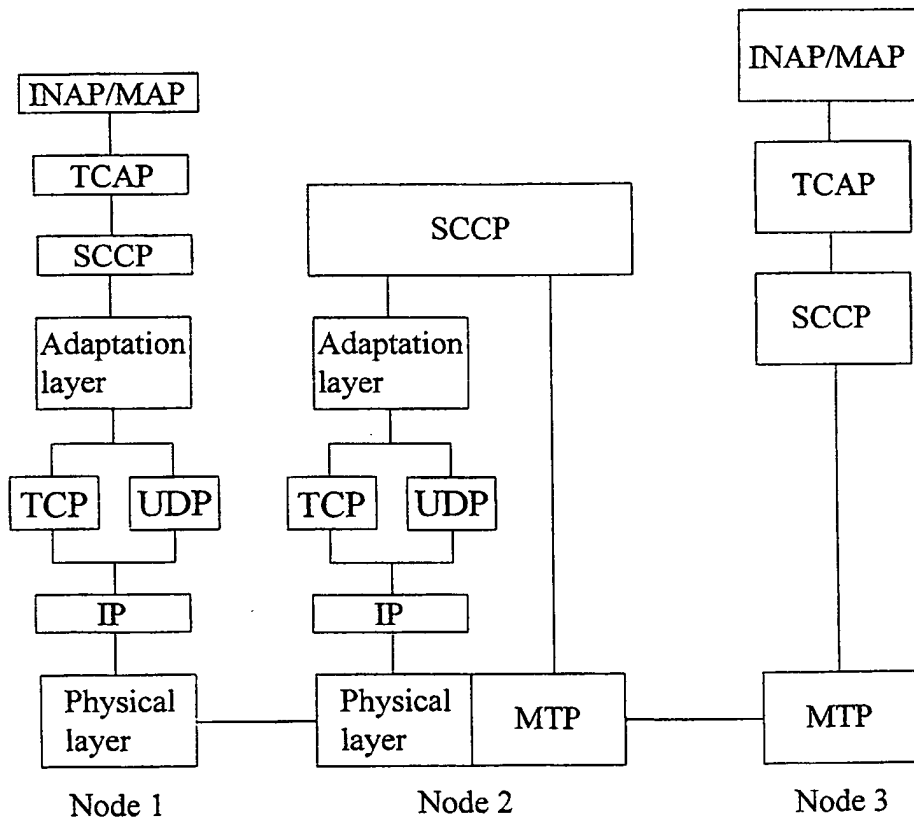 INAP/MAP
TCAP
SCCP
Adaptation
layer
TCP
UDP
IP
Physical
layer
Node 1
SCCP
Adaptation
layer
TCP
UDP
IP
Physical
layer
MTP
Node 2
INAP/MAP
TCAP
SCCP
MTP
Node 3